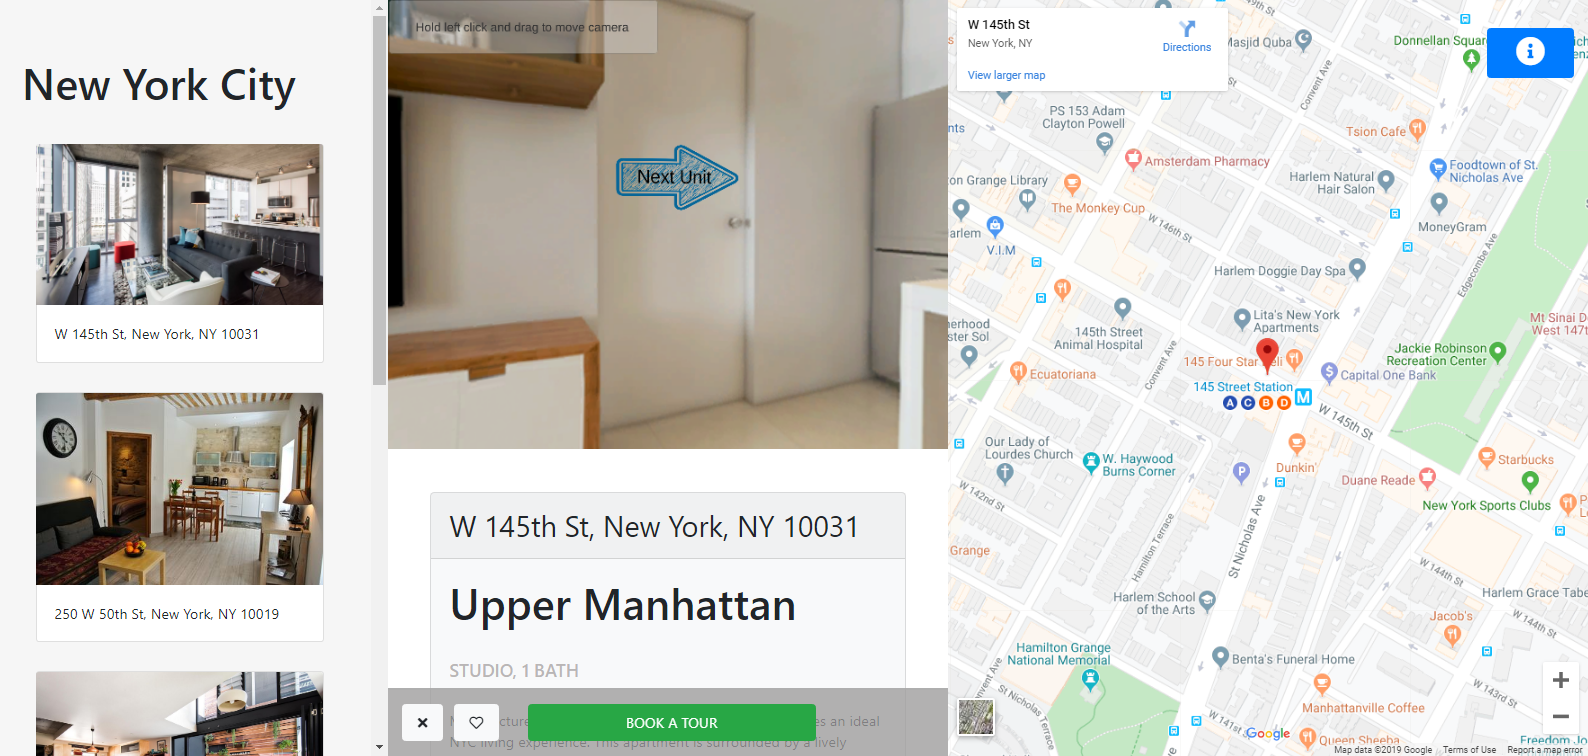 New York City
W 145th St, New York, NY 10031
250 W 50th St, New York, NY 10019
Hold left click and drag to move camera
Next Unit
W 145th St, New York, NY 10031
Upper Manhattan
STUDIO, 1 BATH
es an ideal
NYC living experience. This apartment is surrounded by a lively
BOOK A TOUR
W 145th St
New York, NY
Directions
View larger map
Masjid Quba
Donnellan Square
W 149th St
Convent Ave
PS 153 Adam
Clayton Powell
Tsion Cafe
Amsterdam Pharmacy
Foodtown of St.
Nicholas Ave
Harlem Natural
Hair Salon
on Grange Library
The Monkey Cup
W 146th St
MoneyGram
arlem
V.I.M
Harlem Doggie Day Spa
Edgecombe Ave
Lita's New York
Apartments
145th Street
Animal Hospital
erhood
ster Sol
Mt Sinai D
West 147t
Jackie Robinson
Recreation Center
145 Four Star Deli
Convent Ave
Ecuatoriana
Capital One Bank
145 Street Station
A C B D M
W 145th St
Our Lady of
Lourdes Church
W. Haywood
Burns Corner
Dunkin'
Starbucks
Duane Reade
New York Sports Clubs
W 142nd St
P
St Nicholas Ave
Grange
Hamilton Terrace
Harlem School
of the Arts
Harlem Grace Tabe
Jacob's
W 144th St
Hamilton Grange
National Memorial
Benta's Funeral Home
Convent Ave
W 143rd St
Manhattanville Coffee
St Nicholas Terrace
W 141st St
Google
Queen Sheeba
Freedom Jo
Map data ©2019 Google
Terms of Use
Report a map error